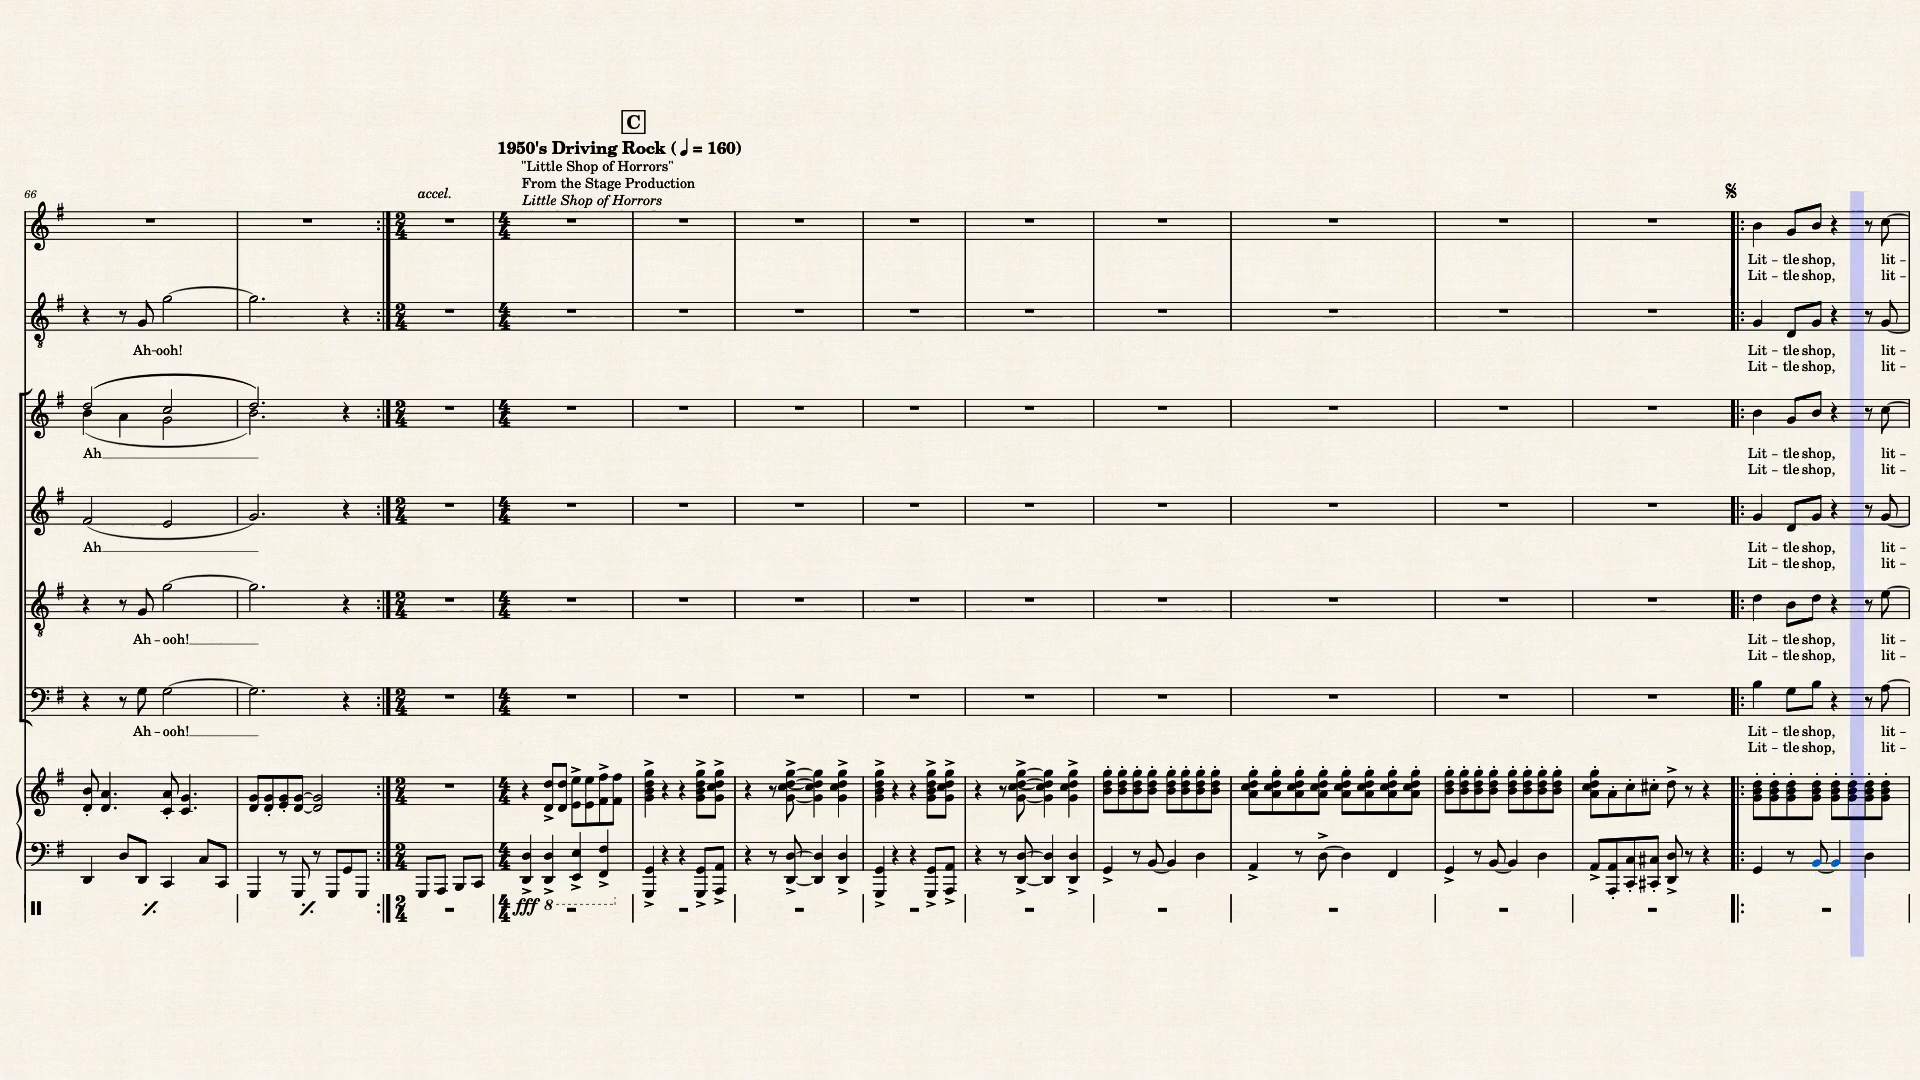 C
1950's Driving Rock (♩ = 160)
"Little Shop of Horrors"
From the Stage Production
Little Shop of Horrors
66
accel.
Lit - tle shop, lit -
Lit - tle shop, lit -
8
Ah-ooh!
Lit - tle shop, lit -
Lit - tle shop, lit -
Ah
Lit - tle shop, lit -
Lit - tle shop, lit -
Ah
Lit - tle shop, lit -
Lit - tle shop, lit -
8
Ah - ooh!
Lit - tle shop, lit -
Lit - tle shop, lit -
Ah - ooh!
Lit - tle shop, lit -
Lit - tle shop, lit -
fff 8